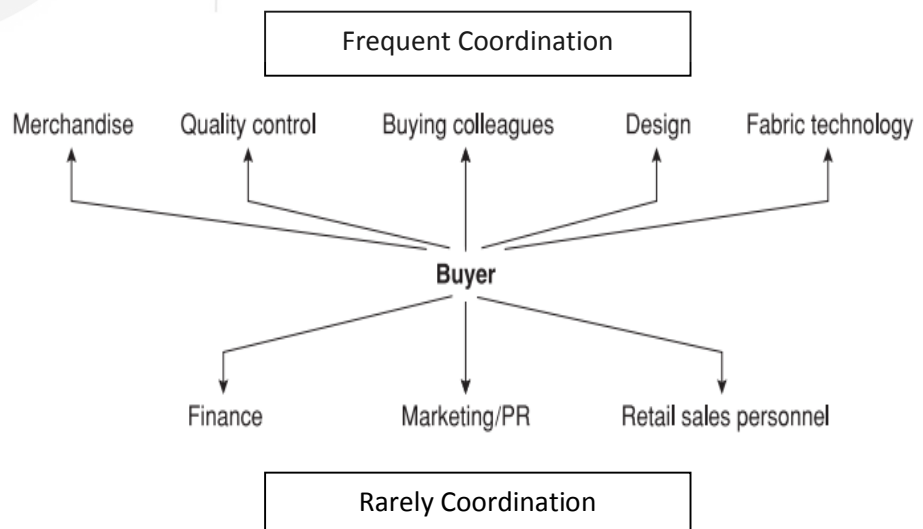 Frequent Coordination
Merchandise Quality control Buying colleagues Design Fabric technology
Buyer
Finance Marketing/PR Retail sales personnel
Rarely Coordination